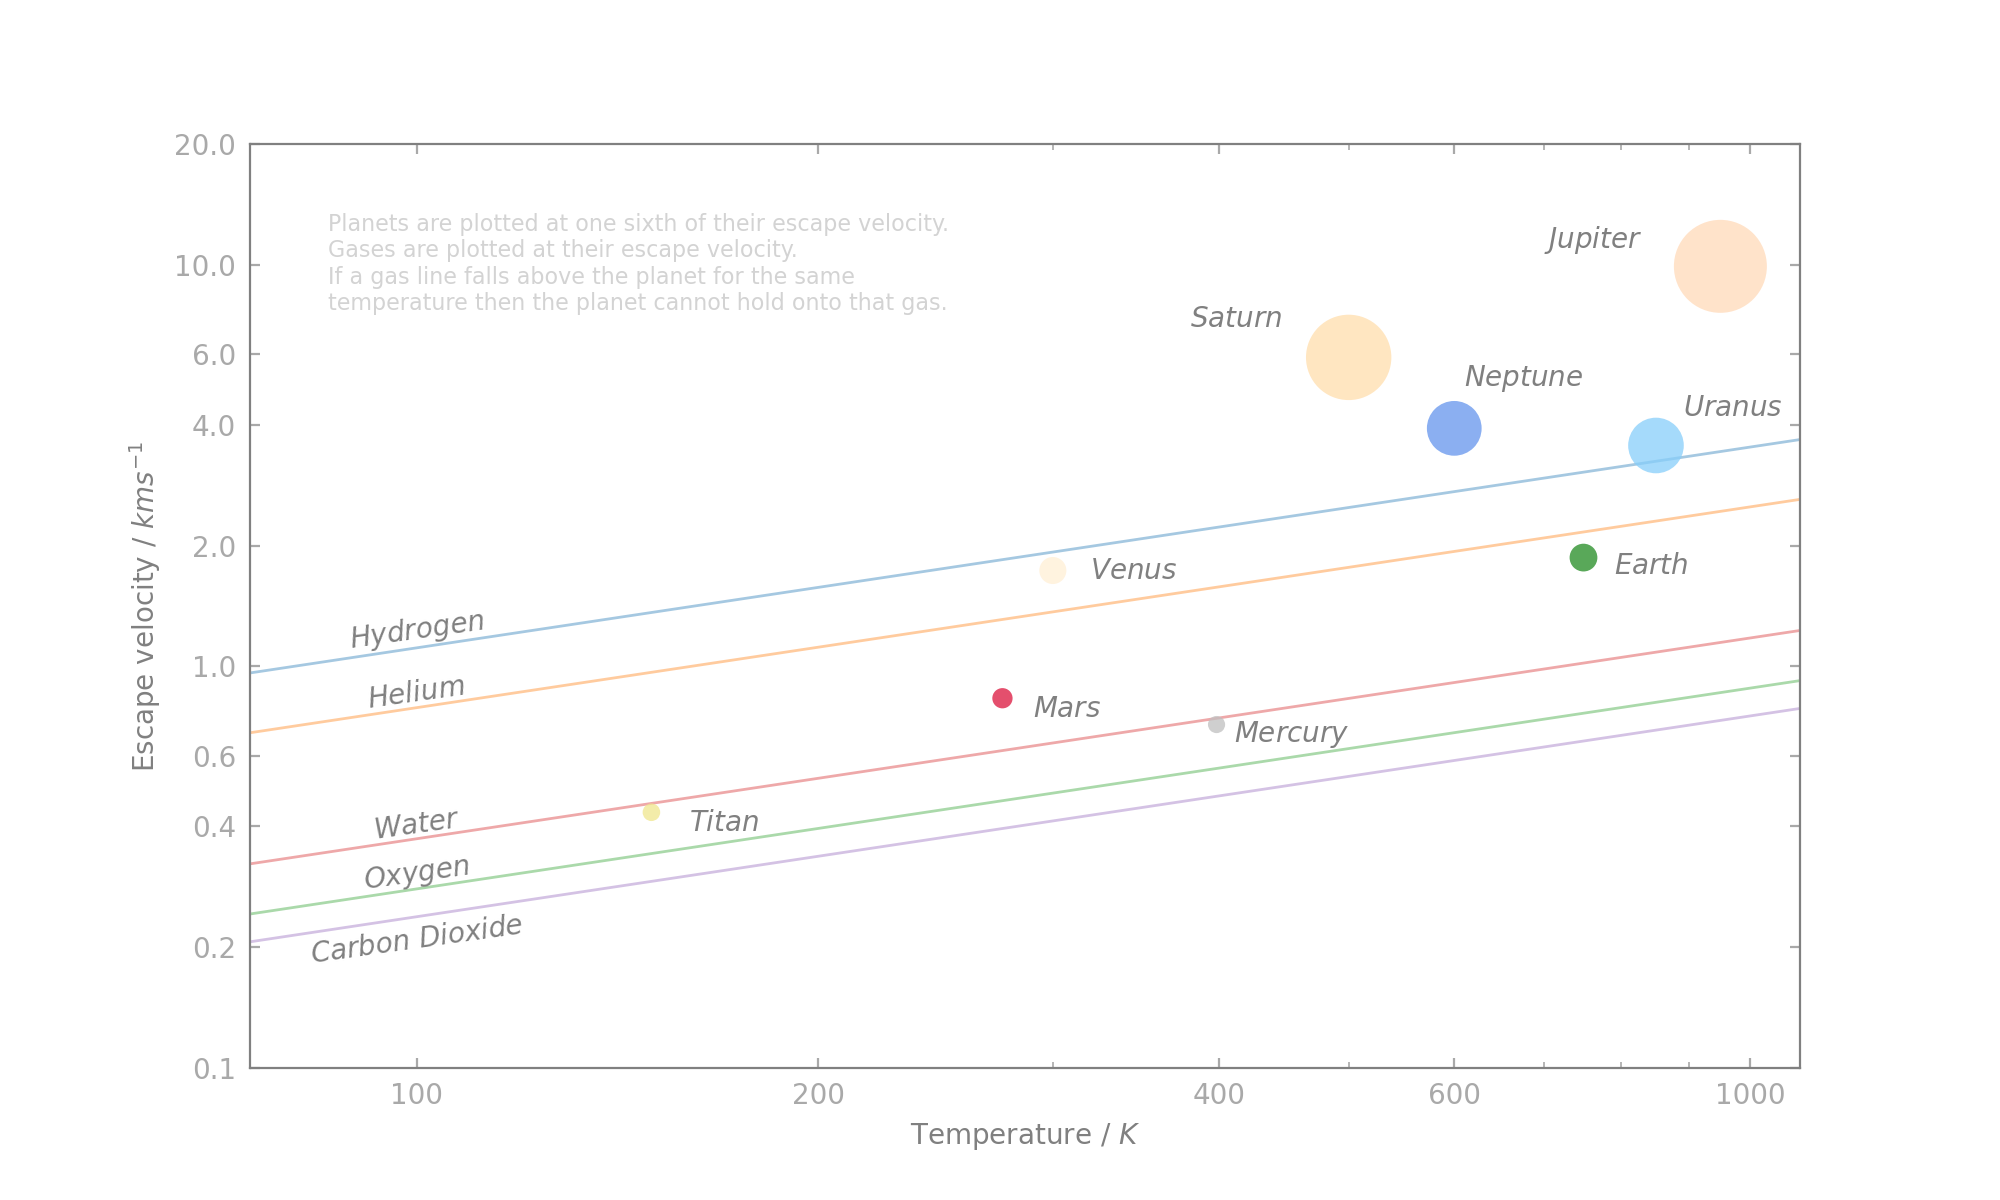 20.0
10.0
6.0
4.0
2.0
1.0
0.6
0.4
0.2
0.1
Escape velocity / kms⁻¹
Planets are plotted at one sixth of their escape velocity.
Gases are plotted at their escape velocity.
If a gas line falls above the planet for the same
temperature then the planet cannot hold onto that gas.
Jupiter
Saturn
Neptune
Uranus
Venus
Earth
Hydrogen
Helium
Mars
Mercury
Water
Titan
Oxygen
Carbon Dioxide
100
200
400
600
1000
Temperature / K